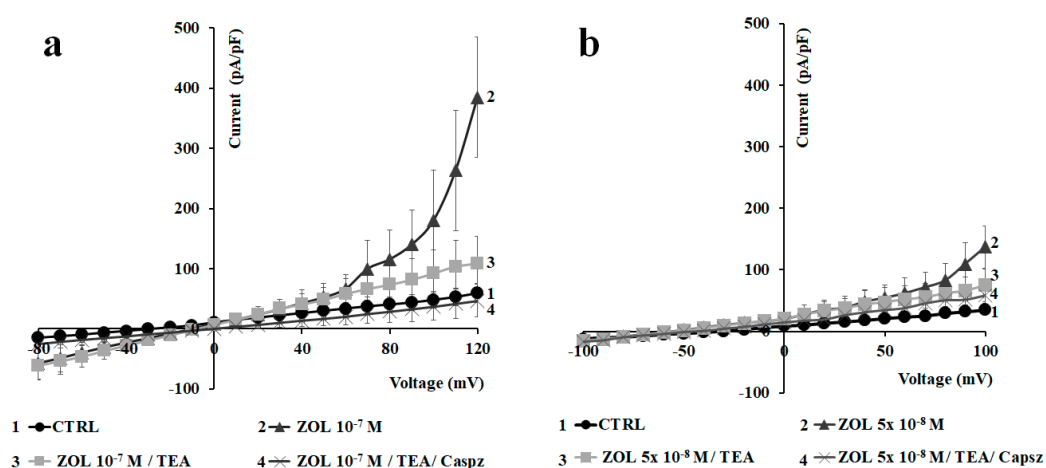 a
Current (pA/pF)
500
400
300
200
100
0
-100
-80
-40
0
40
80
120
Voltage (mV)
2
3
1
4
1 CTRL
2 ZOL 10⁻⁷ M
3 ZOL 10⁻⁷ M / TEA
4 ZOL 10⁻⁷ M / TEA/ Caspz
b
Current (pA/pF)
500
400
300
200
100
0
-100
-100
-50
0
50
100
Voltage (mV)
2
3
4
1
1 CTRL
2 ZOL 5x 10⁻⁸ M
3 ZOL 5x 10⁻⁸ M / TEA
4 ZOL 5x 10⁻⁸ M/ TEA/ Capsz